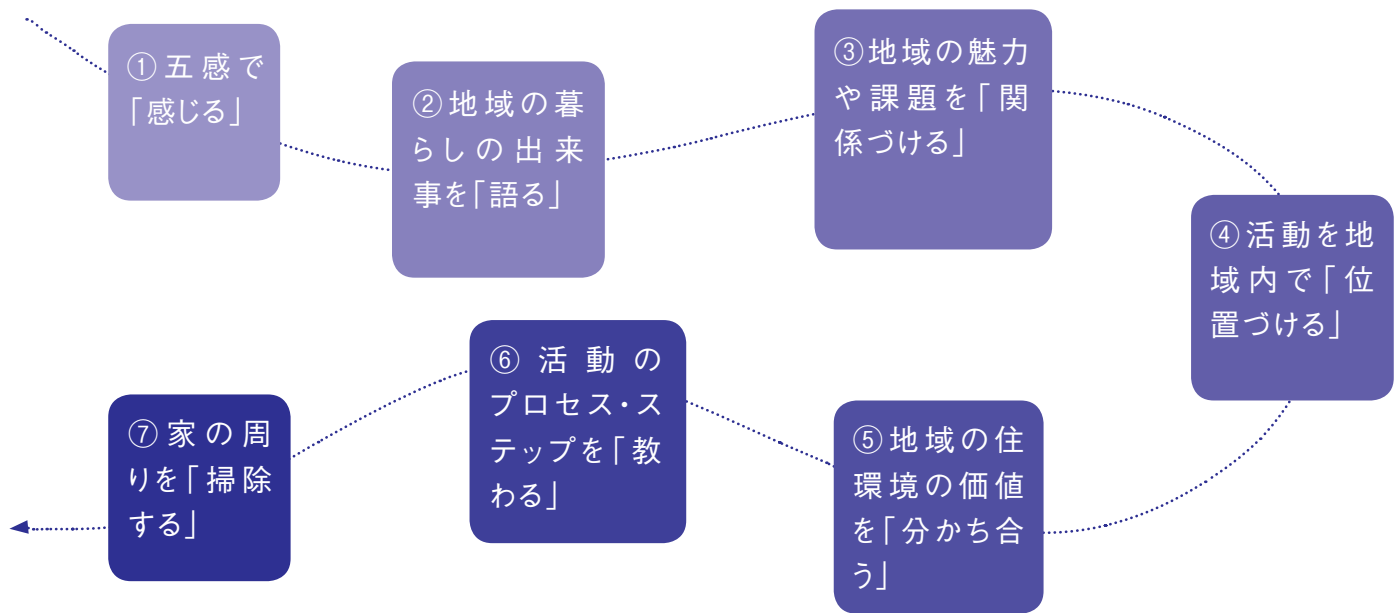 ①五感で
「感じる」
②地域の暮
らしの出来
事を「語る」
③地域の魅力
や課題を「関
係づける」
④活動を地
域内で「位
置づける」
⑤地域の住
環境の価値
を「分かち合
う」
⑥活動の
プロセス・ス
テップを「教
わる」
⑦家の周
りを「掃除
する」